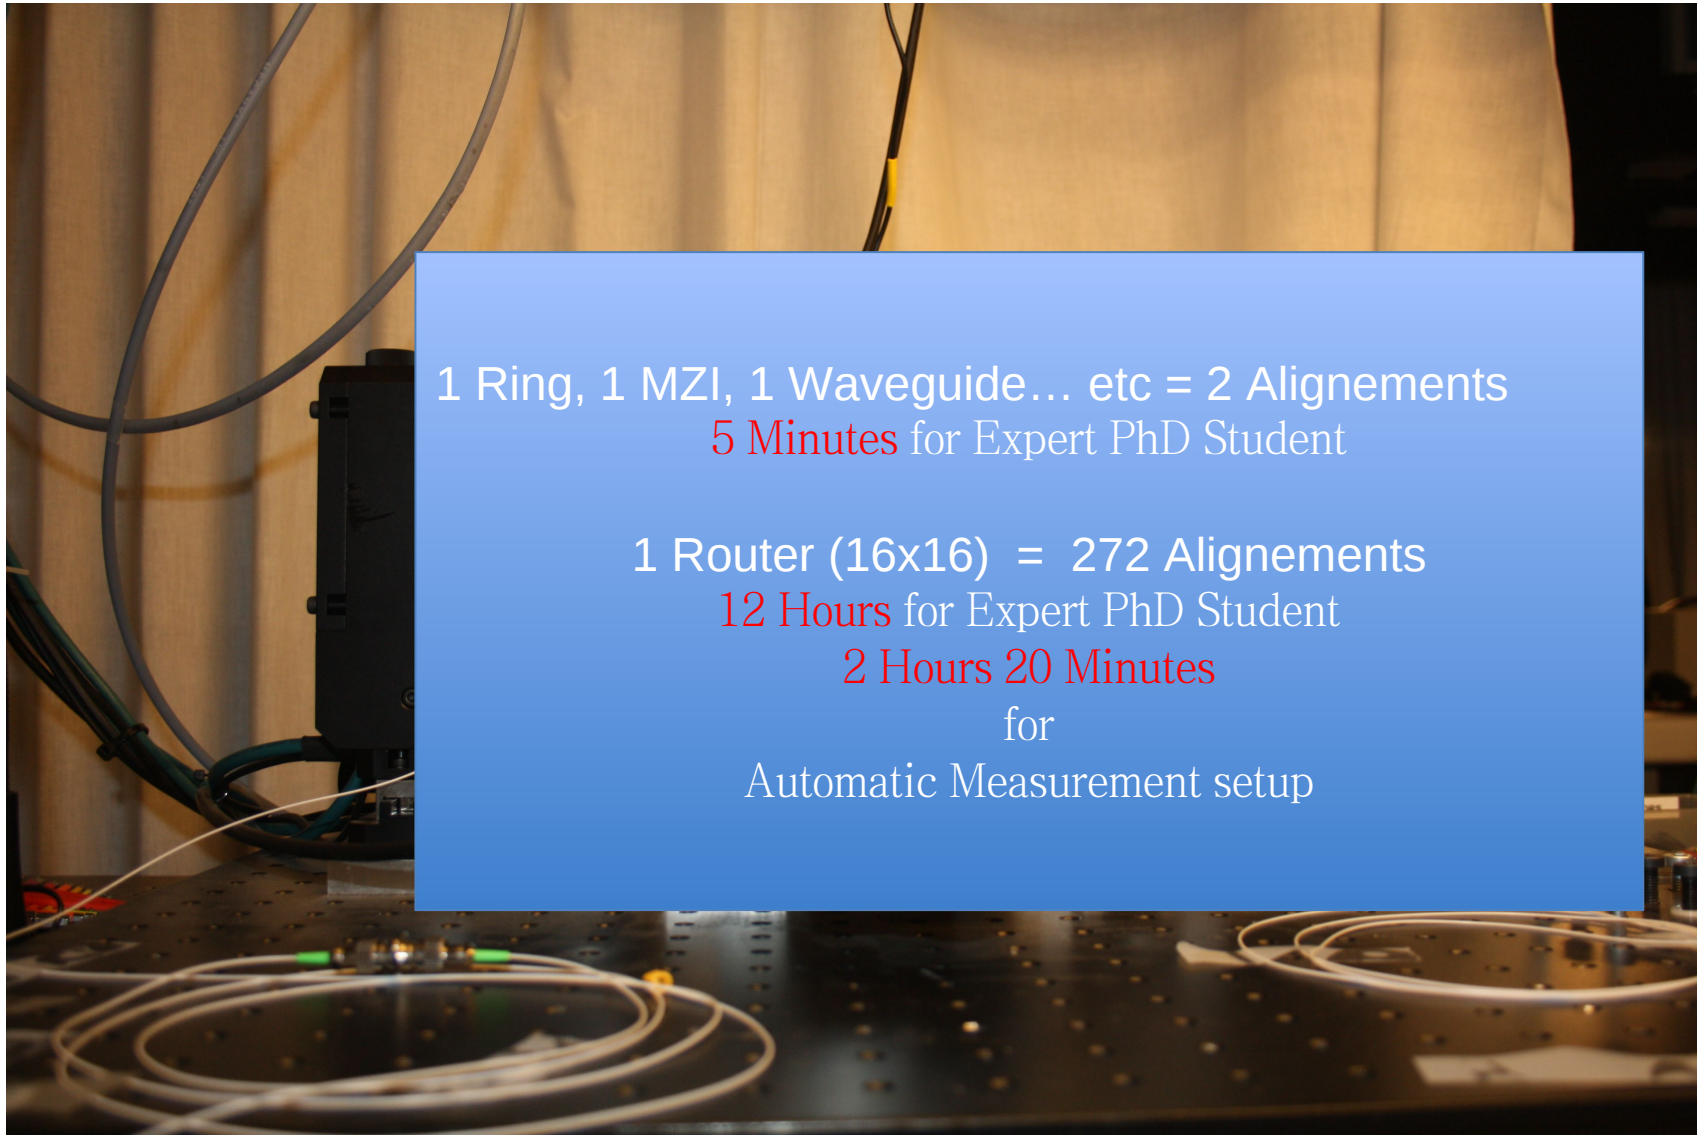 1 Ring, 1 MZI, 1 Waveguide… etc = 2 Alignements
5 Minutes for Expert PhD Student
1 Router (16x16) = 272 Alignements
12 Hours for Expert PhD Student
2 Hours 20 Minutes
for
Automatic Measurement setup